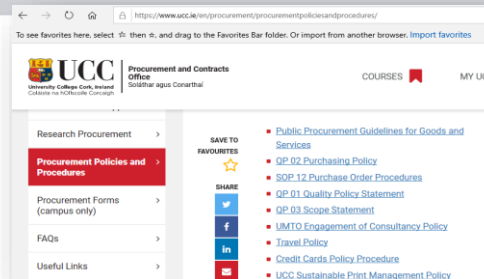 https://www.ucc.ie/en/procurement/procurementpoliciesandprocedures/
To see favorites here, select then, and drag to the Favorites Bar folder. Or import from another browser. Import favorites
UCC
University College Cork, Ireland
Coláiste na hOllscoile Corcaigh
Procurement and Contracts
Office
Soláthar agus Conarthaí
COURSES
MY UC
Research Procurement
Procurement Policies and
Procedures
Procurement Forms
(campus only)
FAQs
Useful Links
SAVE TO
FAVOURITES
SHARE
Public Procurement Guidelines for Goods and
Services
QP 02 Purchasing Policy
SOP 12 Purchase Order Procedures
QP 01 Quality Policy Statement
QP 03 Scope Statement
UMTO Engagement of Consultancy Policy
Travel Policy
Credit Cards Policy Procedure
UCC Sustainable Print Management Policy